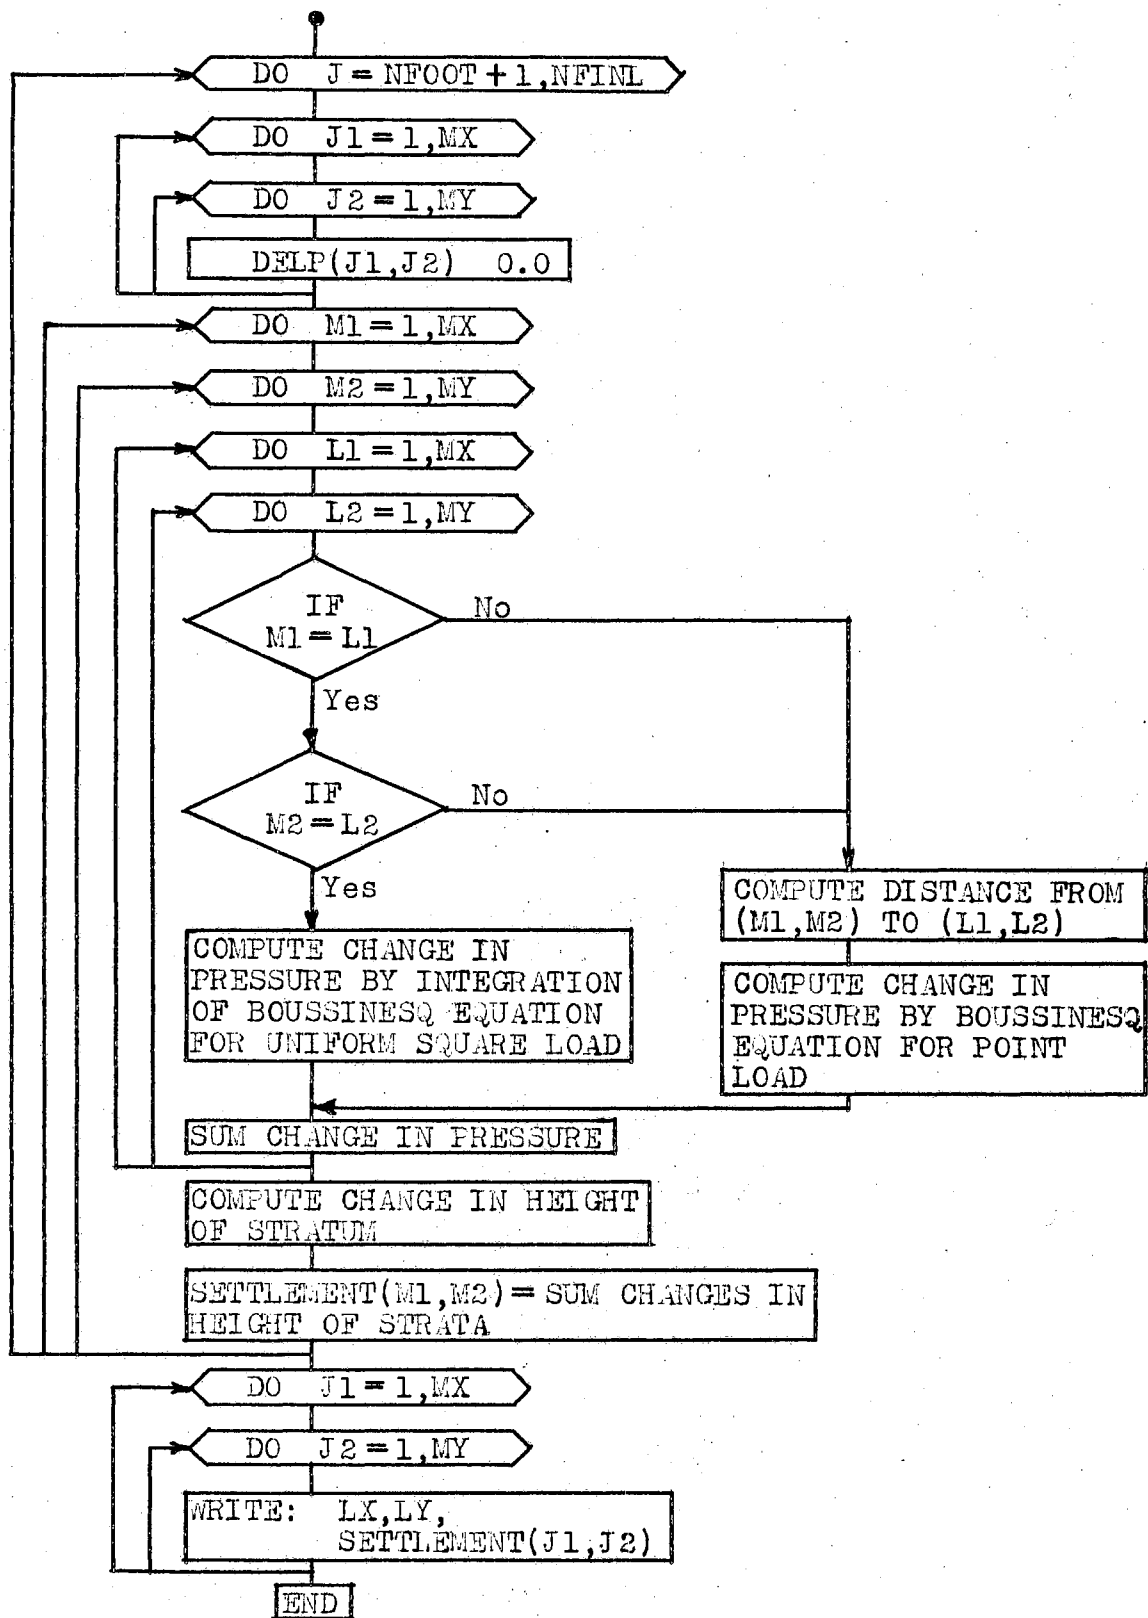 DO J = NFOOT + 1,NFINL
DO J1 = 1,MX
DO J2 = 1,MY
DELP(J1,J2) 0.0
DO M1 = 1,MX
DO M2 = 1,MY
DO L1 = 1,MX
DO L2 = 1,MY
IF
M1 = L1
No
Yes
IF
M2 = L2
No
Yes
COMPUTE DISTANCE FROM
(M1,M2) TO (L1,L2)
COMPUTE CHANGE IN
PRESSURE BY INTEGRATION
OF BOUSSINESQ EQUATION
FOR UNIFORM SQUARE LOAD
COMPUTE CHANGE IN
PRESSURE BY BOUSSINESQ
EQUATION FOR POINT
LOAD
SUM CHANGE IN PRESSURE
COMPUTE CHANGE IN HEIGHT
OF STRATUM
SETTLEMENT(M1,M2) = SUM CHANGES IN
HEIGHT OF STRATA
DO J1 = 1,MX
DO J2 = 1,MY
WRITE: LX,LY,
SETTLEMENT(J1,J2)
END